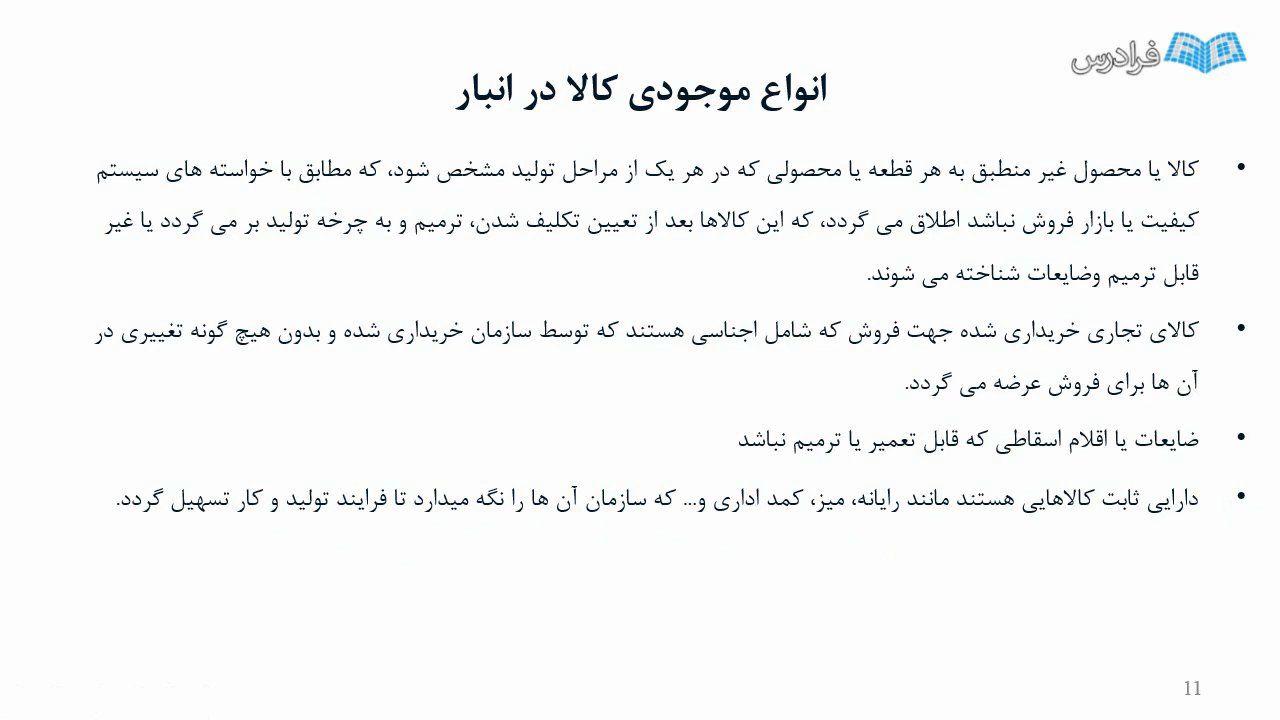 فرادرس
انواع موجودی کالا در انبار
• کالا یا محصول غیر منطبق به هر قطعه یا محصولی که در هر یک از مراحل تولید مشخص شود، که مطابق با خواسته های سیستم
کیفیت یا بازار فروش نباشد اطلاق می گردد، که این کالاها بعد از تعیین تکلیف شدن، ترمیم و به چرخه تولید بر می گردد یا غیر
قابل ترمیم وضایعات شناخته می شوند.
• کالای تجاری خریداری شده جهت فروش که شامل اجناسی هستند که توسط سازمان خریداری شده و بدون هیچ گونه تغییری در
آن ها برای فروش عرضه می گردد.
• ضایعات یا اقلام اسقاطی که قابل تعمیر یا ترمیم نباشد
• دارایی ثابت کالاهایی هستند مانند رایانه، میز، کمد اداری و... که سازمان آن ها را نگه میدارد تا فرایند تولید و کار تسهیل گردد.
11